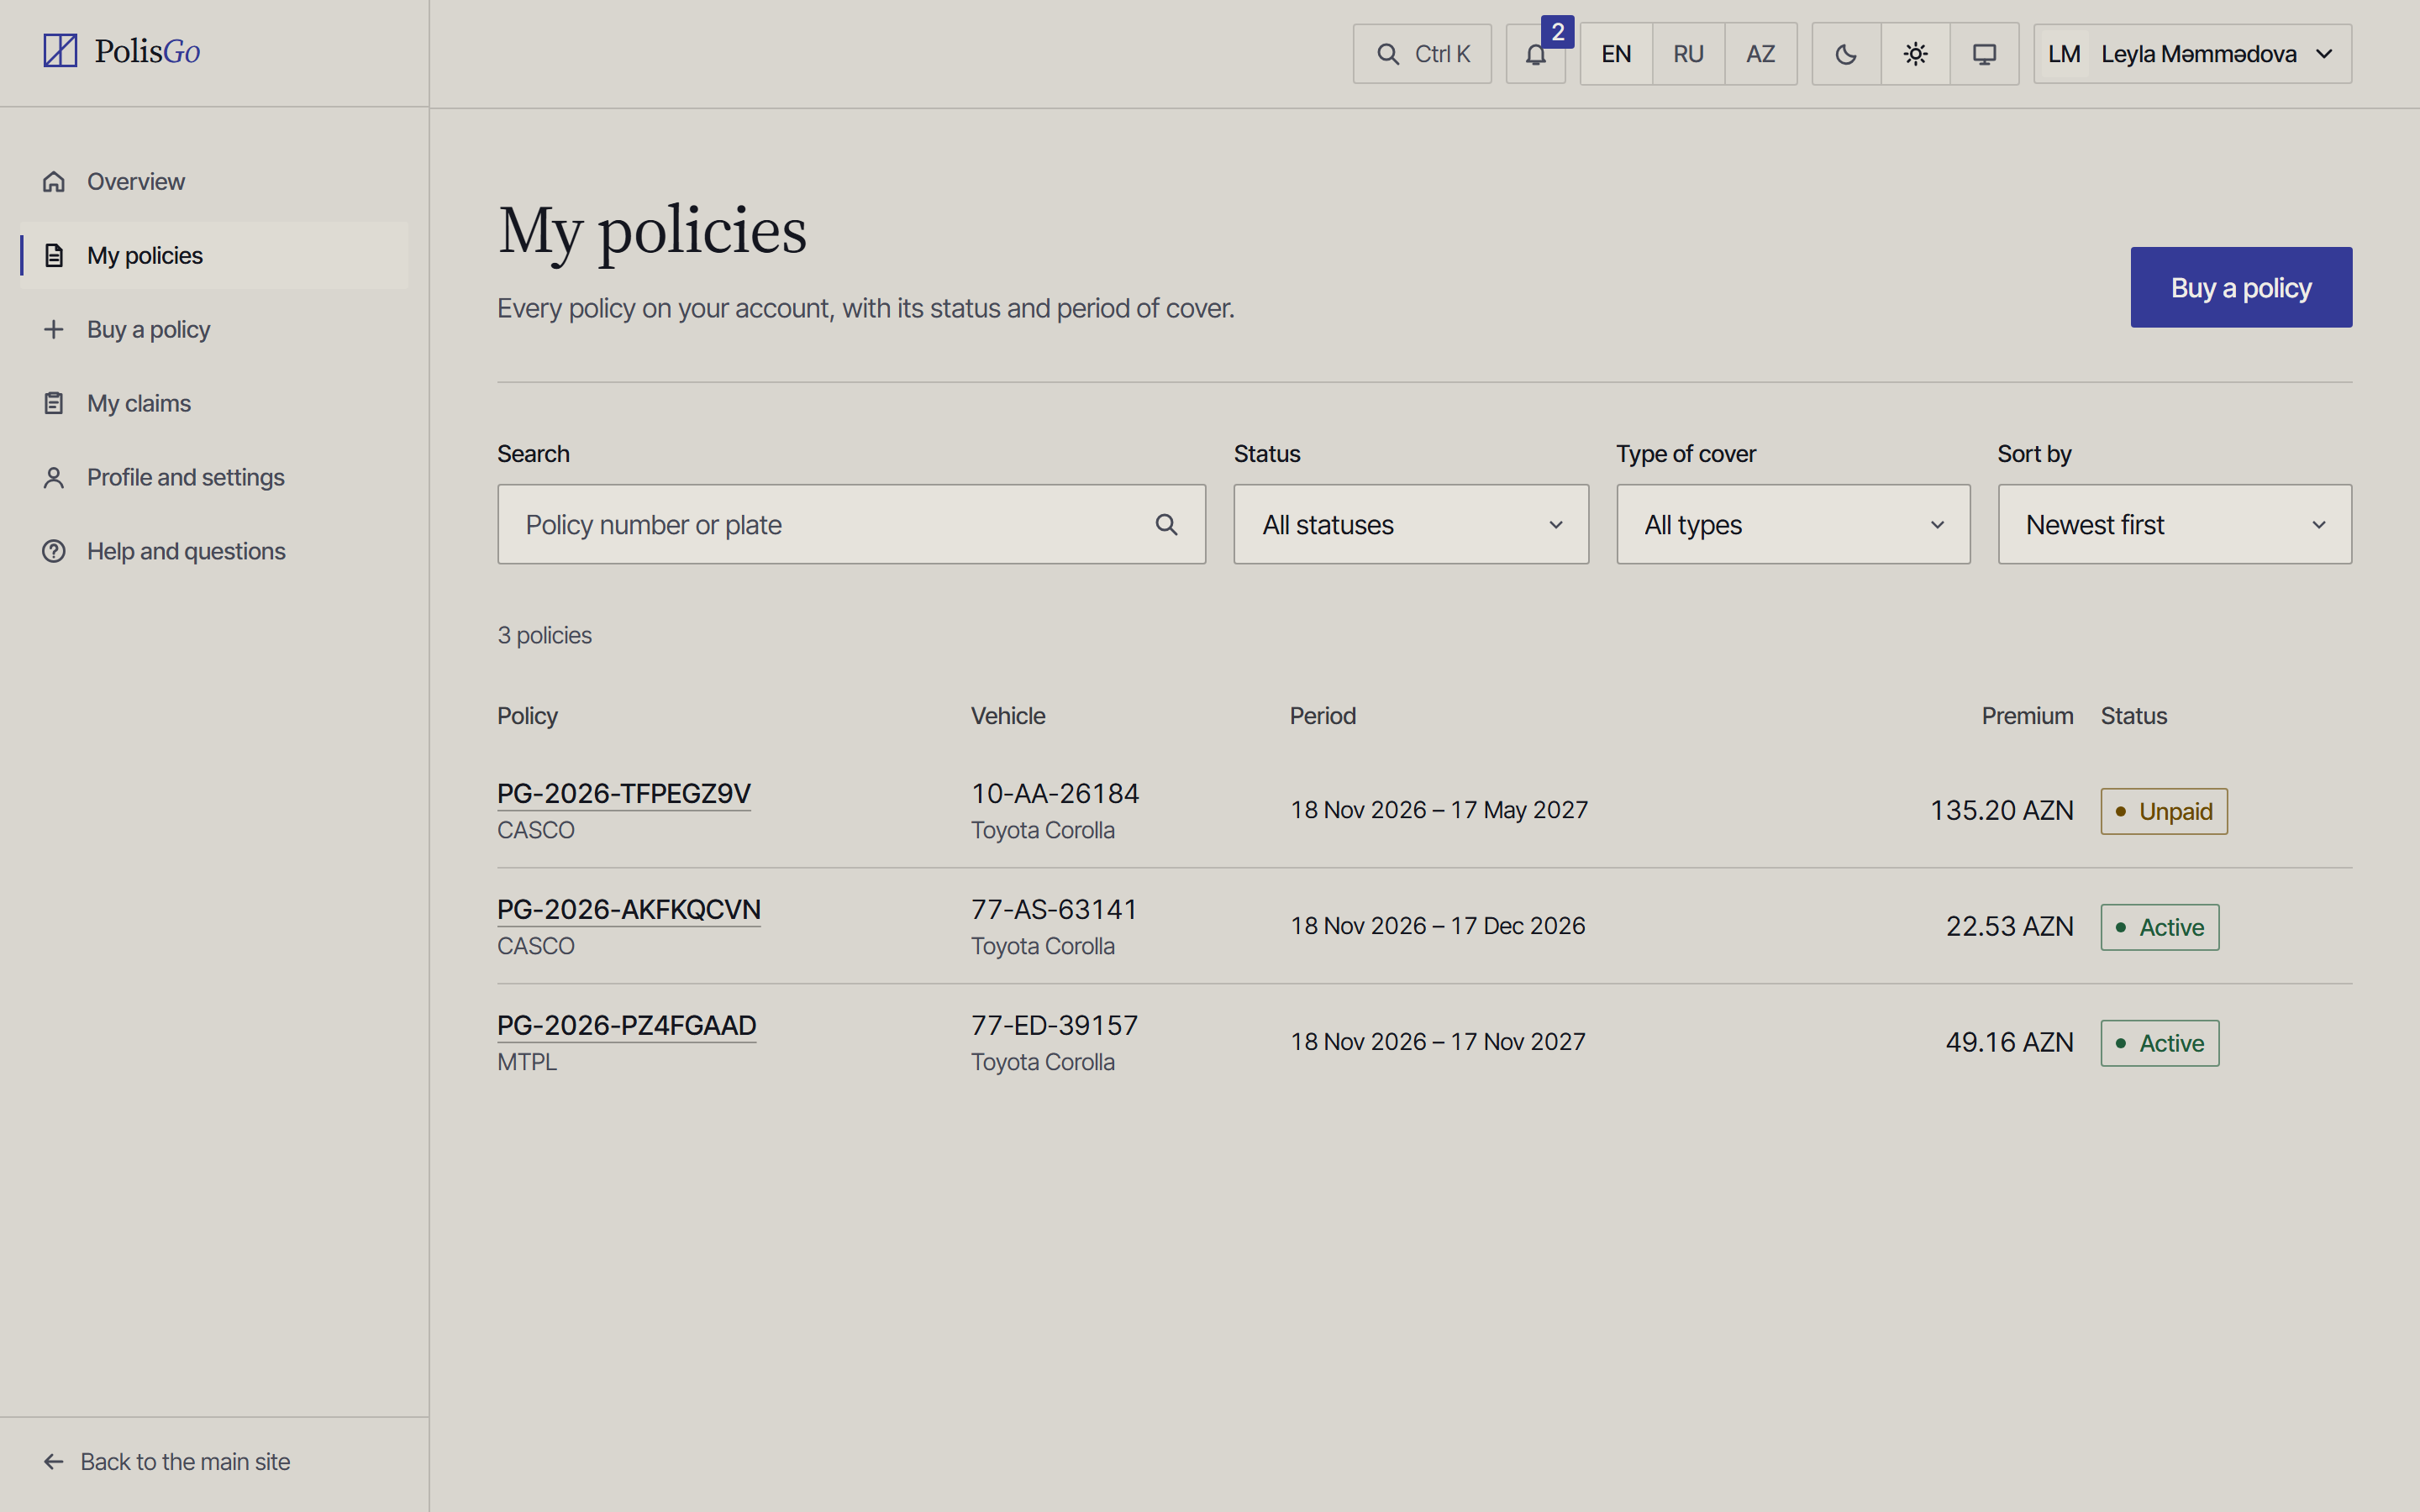 PolisGo
Ctrl K
2
EN RU AZ
LM Leyla Məmmədova
Overview
My policies
Buy a policy
My claims
Profile and settings
Help and questions
Back to the main site
My policies
Every policy on your account, with its status and period of cover.
Buy a policy
Search Status Type of cover Sort by
Policy number or plate All statuses All types Newest first
3 policies
Policy Vehicle Period Premium Status
PG-2026-TFPEGZ9V 10-AA-26184 18 Nov 2026 – 17 May 2027 135.20 AZN Unpaid
CASCO Toyota Corolla
PG-2026-AKFKQCVN 77-AS-63141 18 Nov 2026 – 17 Dec 2026 22.53 AZN Active
CASCO Toyota Corolla
PG-2026-PZ4FGAAD 77-ED-39157 18 Nov 2026 – 17 Nov 2027 49.16 AZN Active
MTPL Toyota Corolla